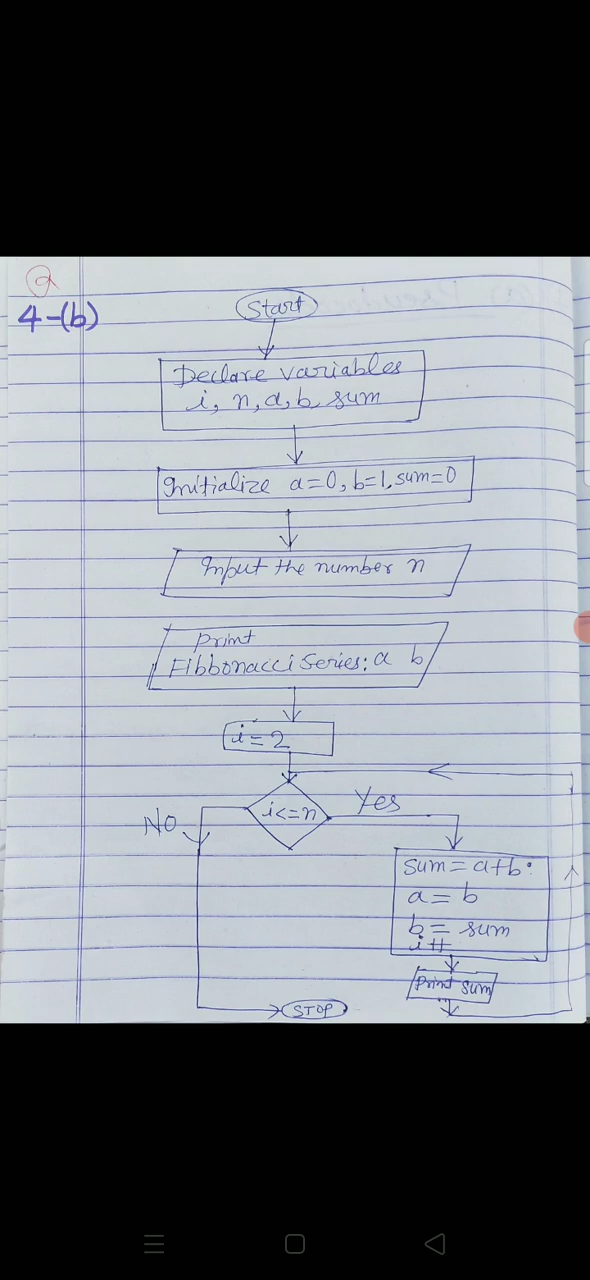 a
4-(b)
Start
Declare variables
i, n, a, b, sum
Initialize a=0, b=1, sum=0
Input the number n
Print
Fibbonacci Series: a b
i=2
i<=n
Yes
NO
sum=a+b;
a=b
b=sum
i++
Print sum
STOP